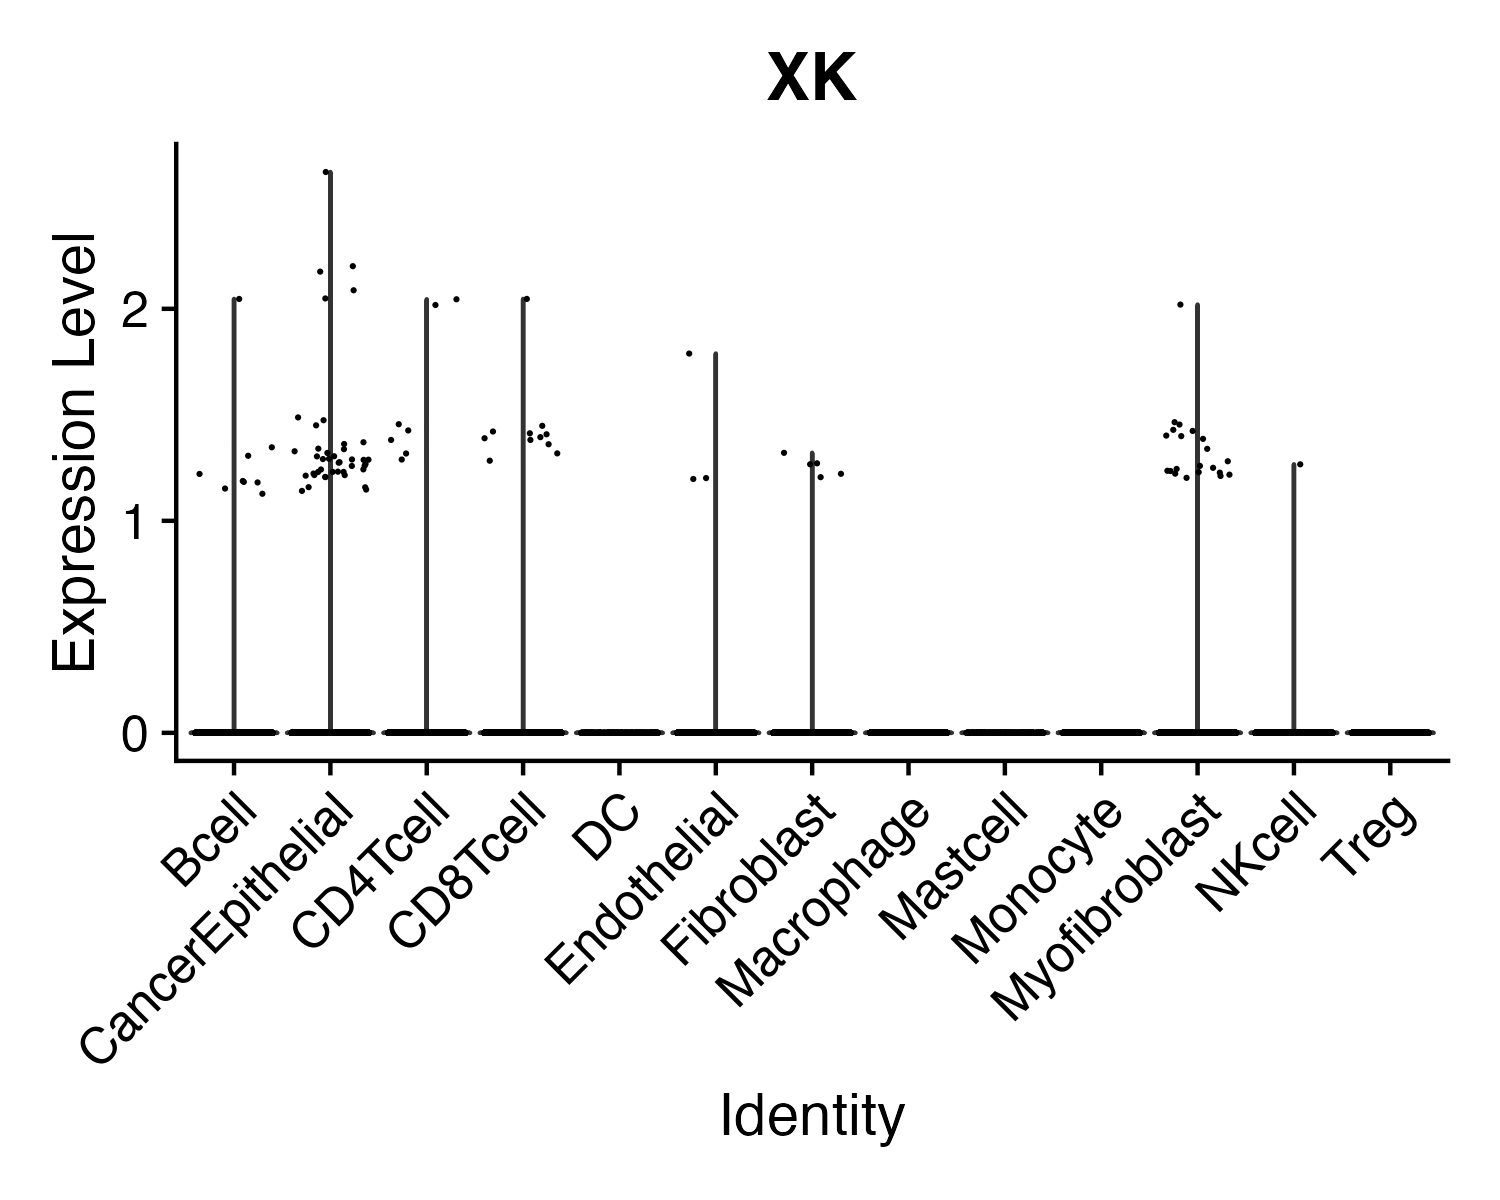 XK
Expression Level
2
1
0
Bcell
CancerEpithelial
CD4Tcell
CD8Tcell
DC
Endothelial
Fibroblast
Macrophage
Mastcell
Monocyte
Myofibroblast
NKcell
Treg
Identity